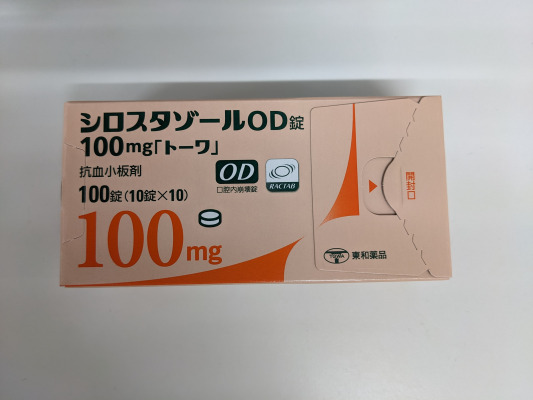 シロスタゾールOD錠
100mg「トーワ」
抗血小板剤
OD
口腔内崩壊錠
RACTAB
100錠(10錠×10)
100mg
開封口
TOWA
東和薬品